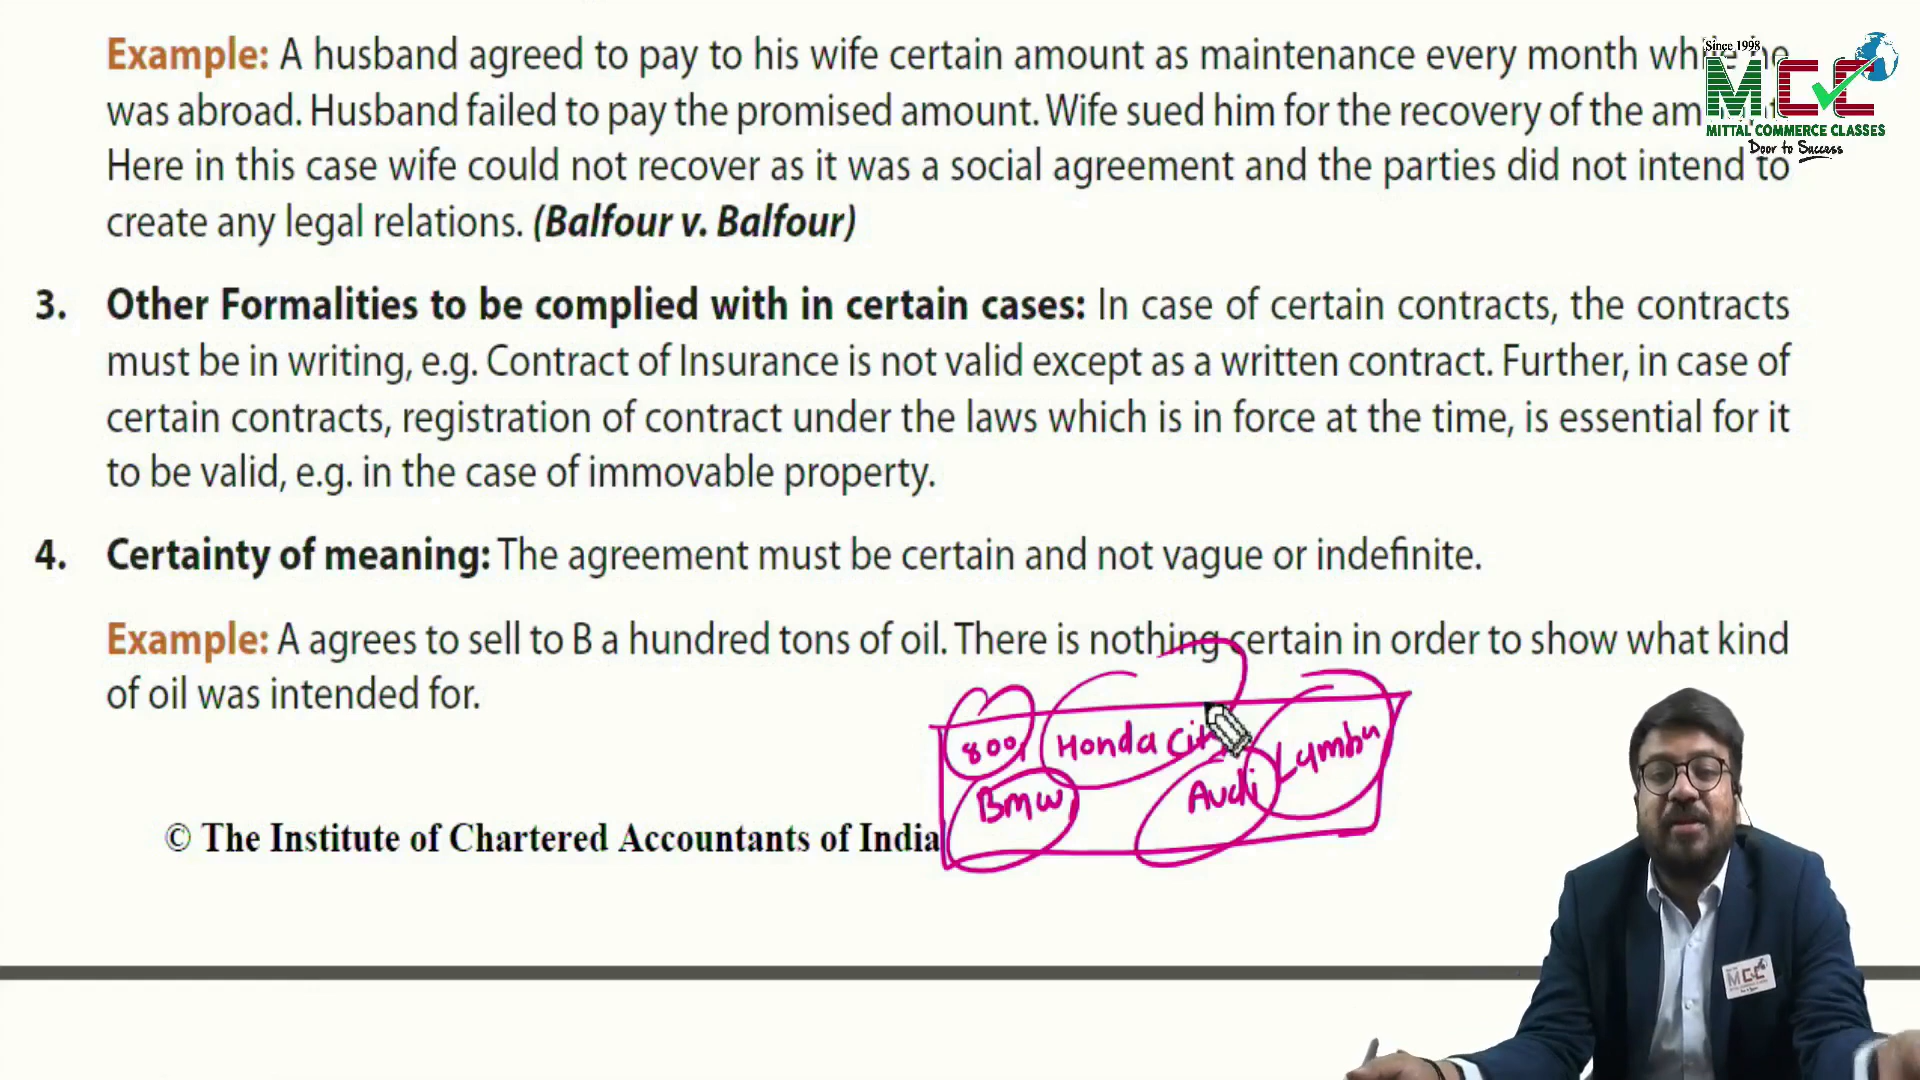 Example: A husband agreed to pay to his wife certain amount as maintenance every month while he
was abroad. Husband failed to pay the promised amount. Wife sued him for the recovery of the am
Here in this case wife could not recover as it was a social agreement and the parties did not intend to
create any legal relations. (Balfour v. Balfour)
Since 1998
MCC
MITTAL COMMERCE CLASSES
Door to Success
3. Other Formalities to be complied with in certain cases: In case of certain contracts, the contracts
must be in writing, e.g. Contract of Insurance is not valid except as a written contract. Further, in case of
certain contracts, registration of contract under the laws which is in force at the time, is essential for it
to be valid, e.g. in the case of immovable property.
4. Certainty of meaning: The agreement must be certain and not vague or indefinite.
Example: A agrees to sell to B a hundred tons of oil. There is nothing certain in order to show what kind
of oil was intended for.
800, Honda Cit Lambu
BMW Audi
© The Institute of Chartered Accountants of India
MCC